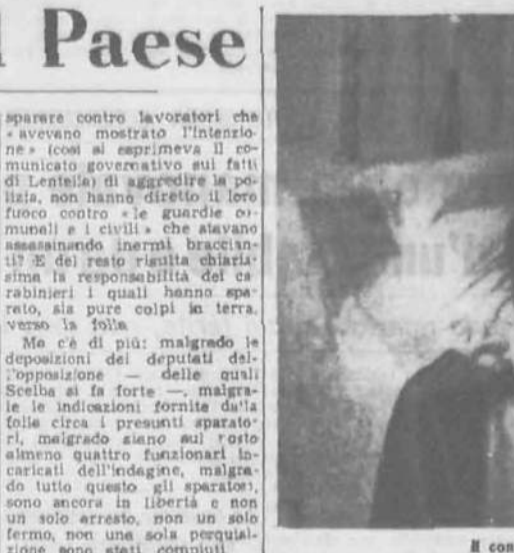 Paese
sparare contro lavoratori che
« avevano mostrato l'intenzio-
ne » (così si esprimeva il co-
municato governativo sui fatti
di Lentella) di aggredire la po-
lizia, non hanno diretto il loro
fuoco contro « le guardie co-
munali e i civili » che stavano
assassinando inermi braccian-
ti? E del resto risulta chiaris-
sima la responsabilità dei ca
rabinieri i quali hanno spa-
rato, sia pure colpi in terra,
verso la folla
Ma c'è di più: malgrado le
deposizioni dei deputati del-
l'opposizione — delle quali
Scelba si fa forte —, malgra-
le le indicazioni fornite dalla
folla circa i presunti sparato-
ri, malgrado siano sul posto
almeno quattro funzionari in-
caricati dell'indagine, malgra-
do tutto questo gli sparatori,
sono ancora in libertà e non
un solo arresto, non un solo
fermo, non una sola perquisi-
zione sono stati compiuti
Il con